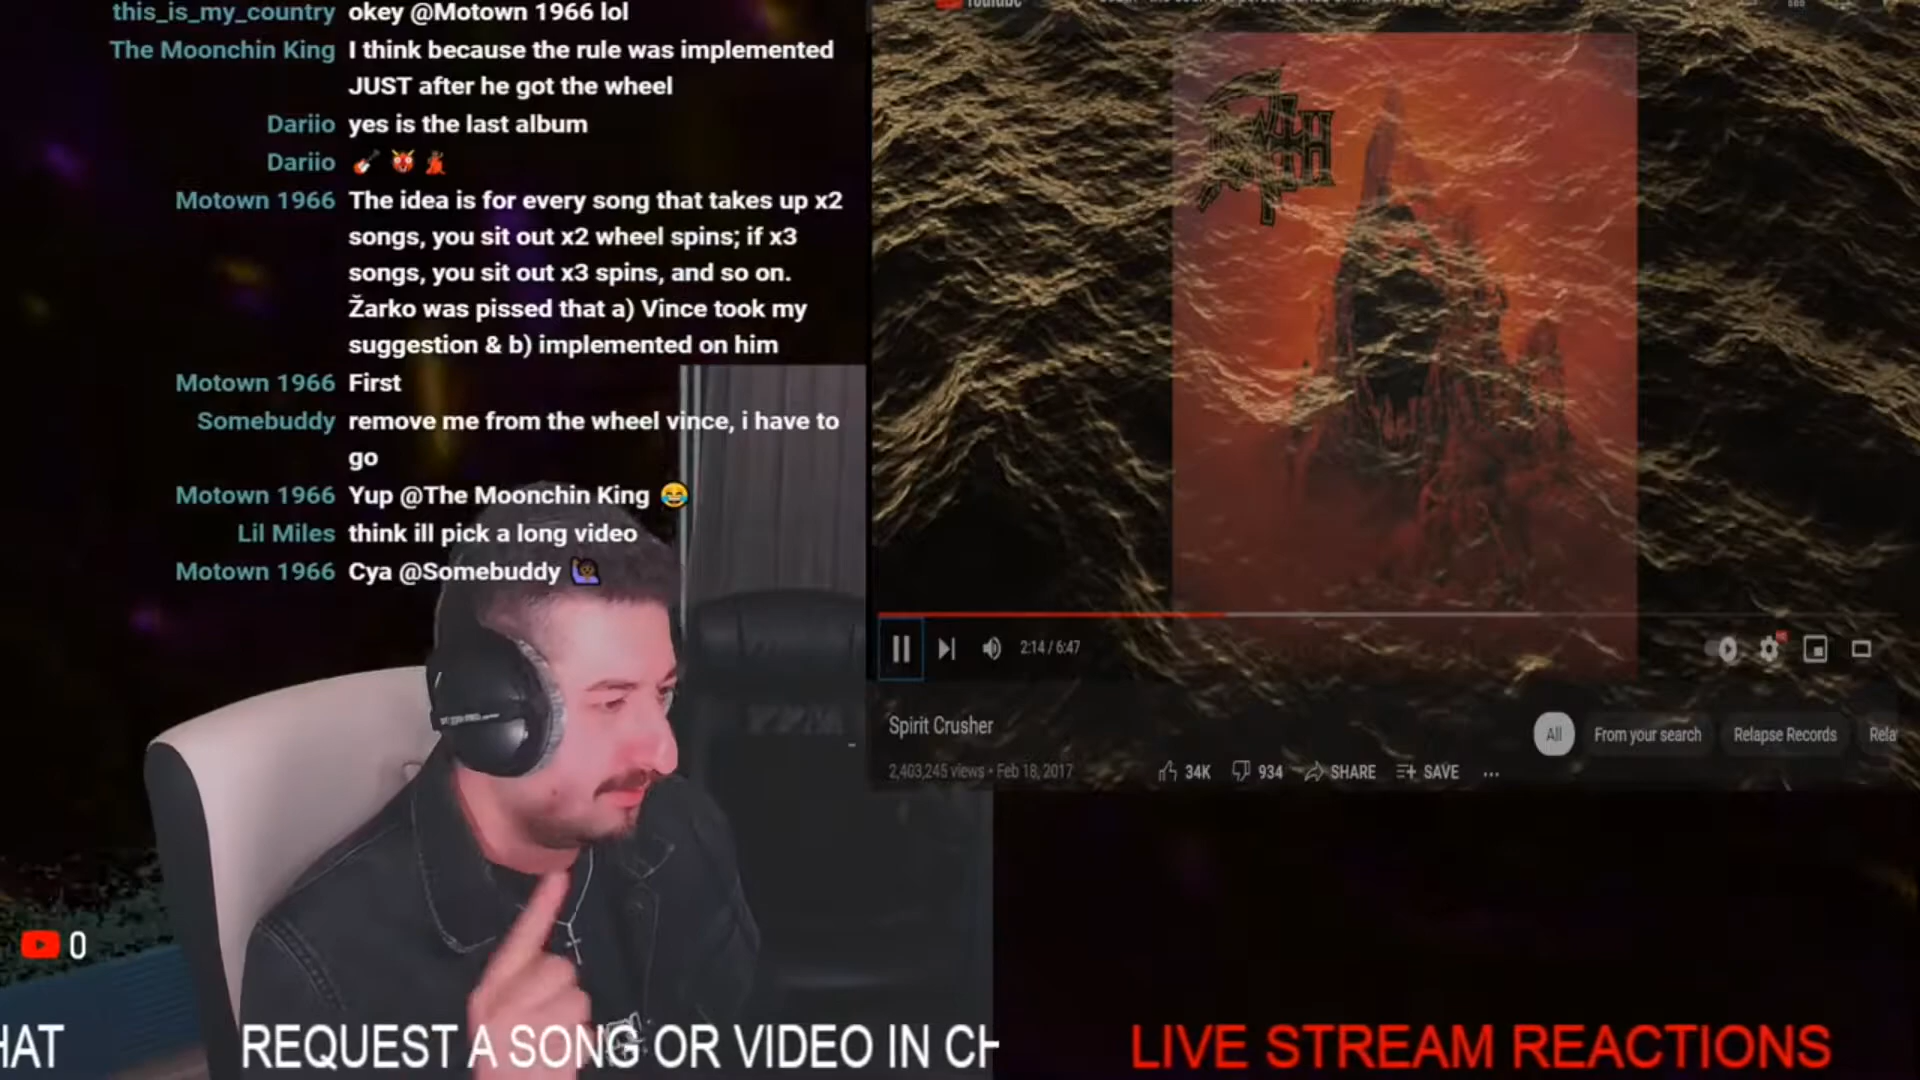 this_is_my_country okey @Motown 1966 lol
The Moonchin King I think because the rule was implemented
JUST after he got the wheel
Dariio yes is the last album
Dariio 🎸 👹 💃🏾
Motown 1966 The idea is for every song that takes up x2
songs, you sit out x2 wheel spins; if x3
songs, you sit out x3 spins, and so on.
Žarko was pissed that a) Vince took my
suggestion & b) implemented on him
Motown 1966 First
Somebuddy remove me from the wheel vince, i have to
go
Motown 1966 Yup @The Moonchin King 😂
Lil Miles think ill pick a long video
Motown 1966 Cya @Somebuddy 🙋🏾
YouTube
DEATH
2:14 / 6:47
Spirit Crusher
2,403,245 views • Feb 18, 2017
34K
934
SHARE
SAVE
All
From your search
Relapse Records
Rela
0
HAT
REQUEST A SONG OR VIDEO IN CH
LIVE STREAM REACTIONS